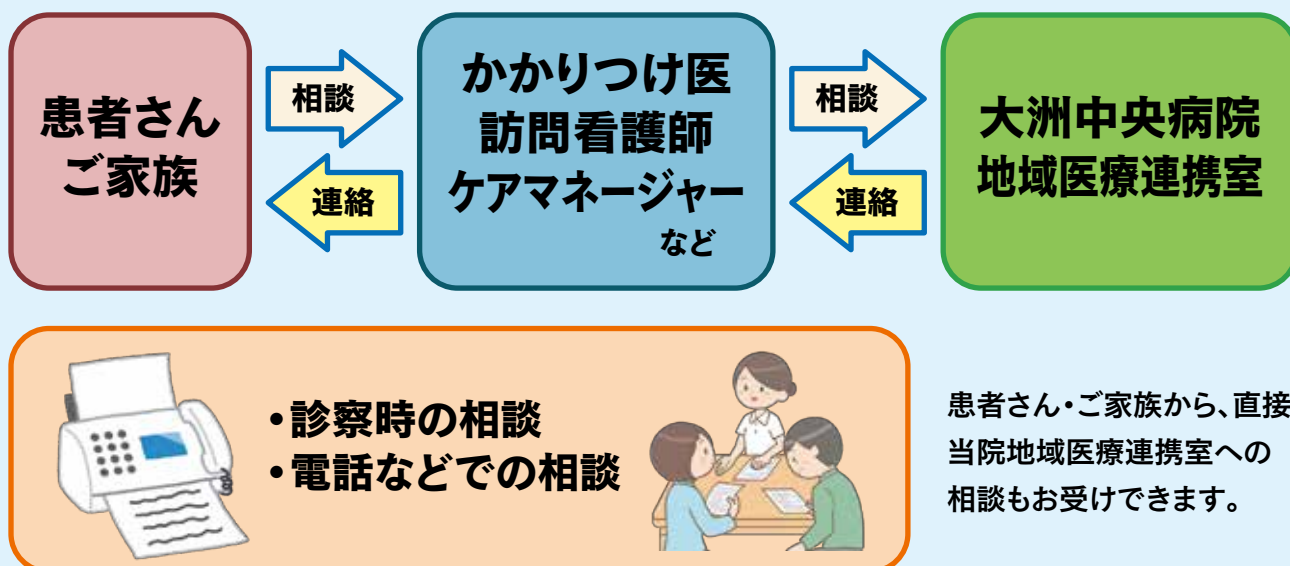 患者さん
ご家族
相談
連絡
かかりつけ医
訪問看護師
ケアマネージャー
など
相談
連絡
大洲中央病院
地域医療連携室
・診察時の相談
・電話などでの相談
患者さん・ご家族から、直接
当院地域医療連携室への
相談もお受けできます。